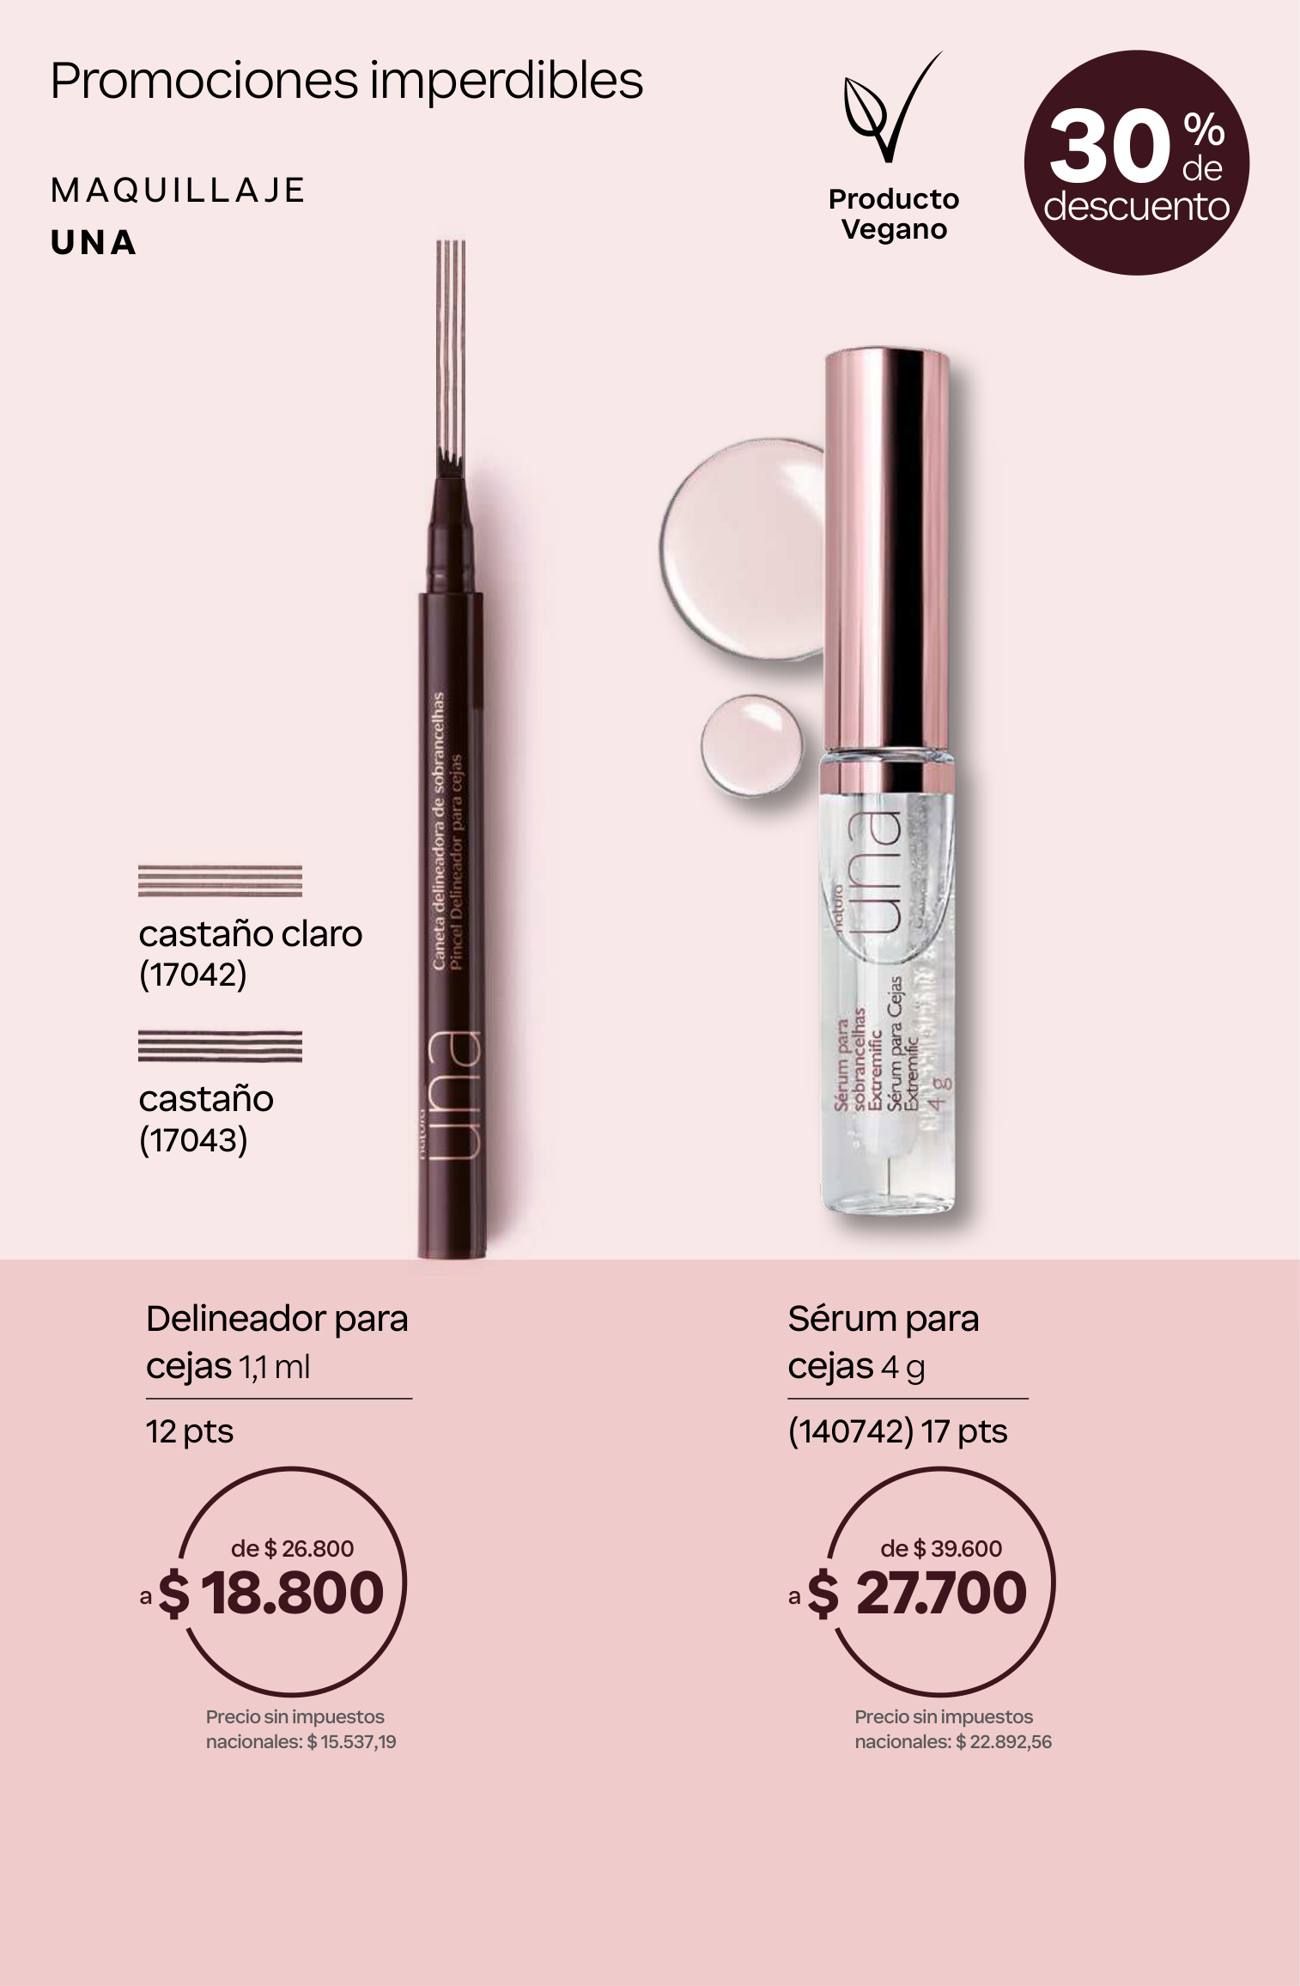 Promociones imperdibles
MAQUILLAJE
UNA
Producto
Vegano
30 %
de
descuento
castaño claro
(17042)
castaño
(17043)
Caneta delineadora de sobrancelhas
Pincel Delineador para cejas
natura
una
natura
una
Sérum para
sobrancelhas
Extremific
Sérum para Cejas
Extremific
4 g
Delineador para
cejas 1,1 ml
12 pts
de $ 26.800
a $ 18.800
Precio sin impuestos
nacionales: $ 15.537,19
Sérum para
cejas 4 g
(140742) 17 pts
de $ 39.600
a $ 27.700
Precio sin impuestos
nacionales: $ 22.892,56